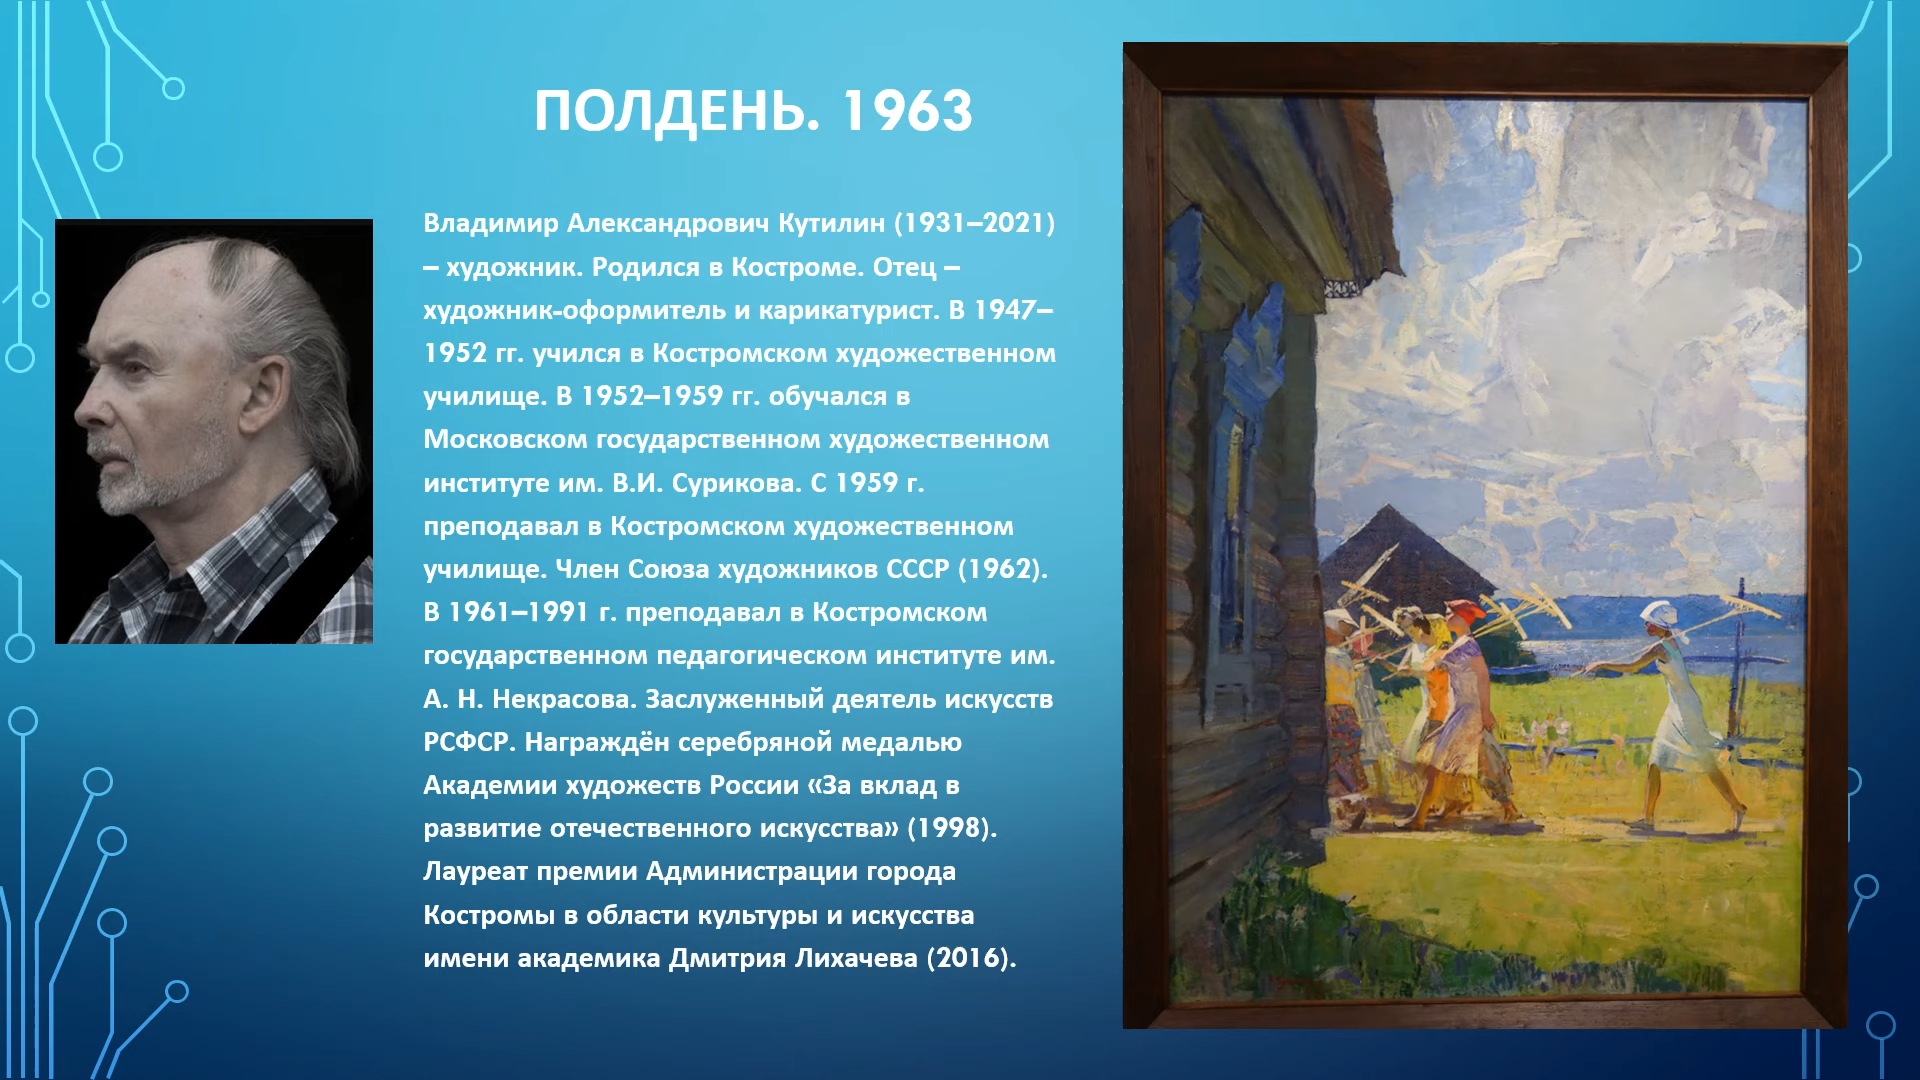 ПОЛДЕНЬ. 1963
Владимир Александрович Кутилин (1931–2021)
– художник. Родился в Костроме. Отец –
художник-оформитель и карикатурист. В 1947–
1952 гг. учился в Костромском художественном
училище. В 1952–1959 гг. обучался в
Московском государственном художественном
институте им. В.И. Сурикова. С 1959 г.
преподавал в Костромском художественном
училище. Член Союза художников СССР (1962).
В 1961–1991 г. преподавал в Костромском
государственном педагогическом институте им.
А. Н. Некрасова. Заслуженный деятель искусств
РСФСР. Награждён серебряной медалью
Академии художеств России «За вклад в
развитие отечественного искусства» (1998).
Лауреат премии Администрации города
Костромы в области культуры и искусства
имени академика Дмитрия Лихачева (2016).